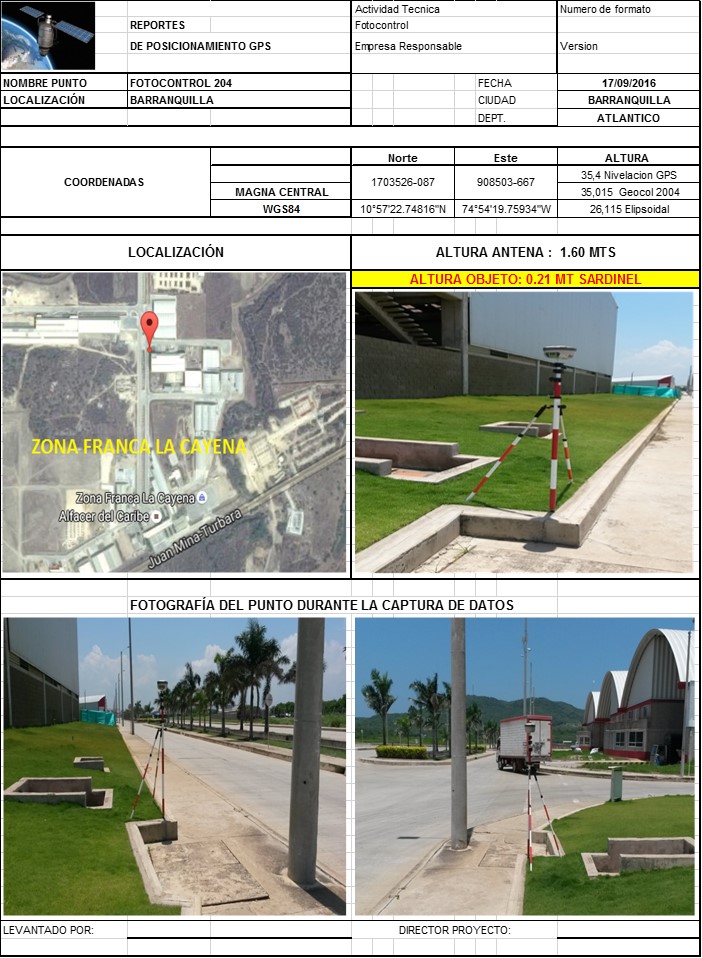 Actividad Tecnica Numero de formato
REPORTES Fotocontrol
DE POSICIONAMIENTO GPS Empresa Responsable Version
NOMBRE PUNTO FOTOCONTROL 204 FECHA 17/09/2016
LOCALIZACIÓN BARRANQUILLA CIUDAD BARRANQUILLA
DEPT. ATLANTICO
Norte Este ALTURA
COORDENADAS 1703526-087 908503-667 35,4 Nivelacion GPS
MAGNA CENTRAL 35,015 Geocol 2004
WGS84 10°57'22.74816"N 74°54'19.75934"W 26,115 Elipsoidal
LOCALIZACIÓN ALTURA ANTENA : 1.60 MTS
ALTURA OBJETO: 0.21 MT SARDINEL
ZONA FRANCA LA CAYENA
Zona Franca La Cayena
Alfacer del Caribe
Juan Mina-Turbara
FOTOGRAFÍA DEL PUNTO DURANTE LA CAPTURA DE DATOS
LEVANTADO POR: DIRECTOR PROYECTO: